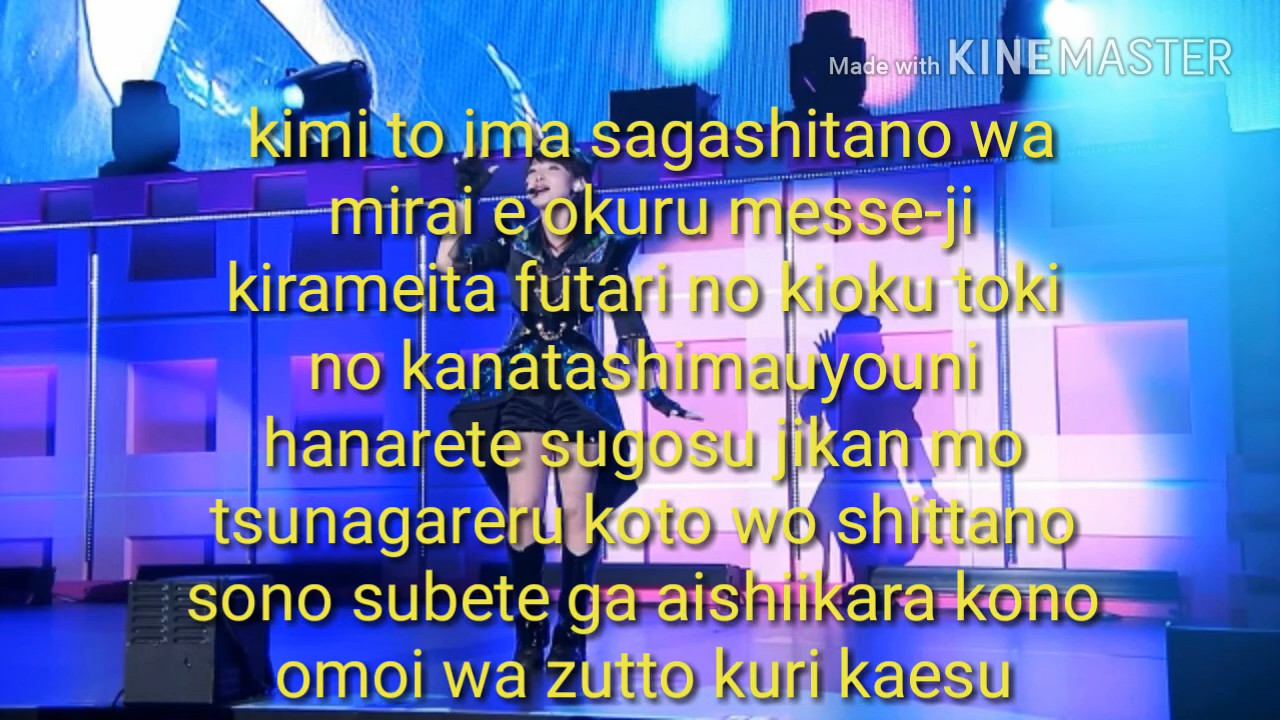 Made with KINEMASTER
kimi to ima sagashitano wa
mirai e okuru messe-ji
kirameita futari no kioku toki
no kanatashimauyouni
hanarete sugosu jikan mo
tsunagareru koto wo shittano
sono subete ga aishiikara kono
omoi wa zutto kuri kaesu